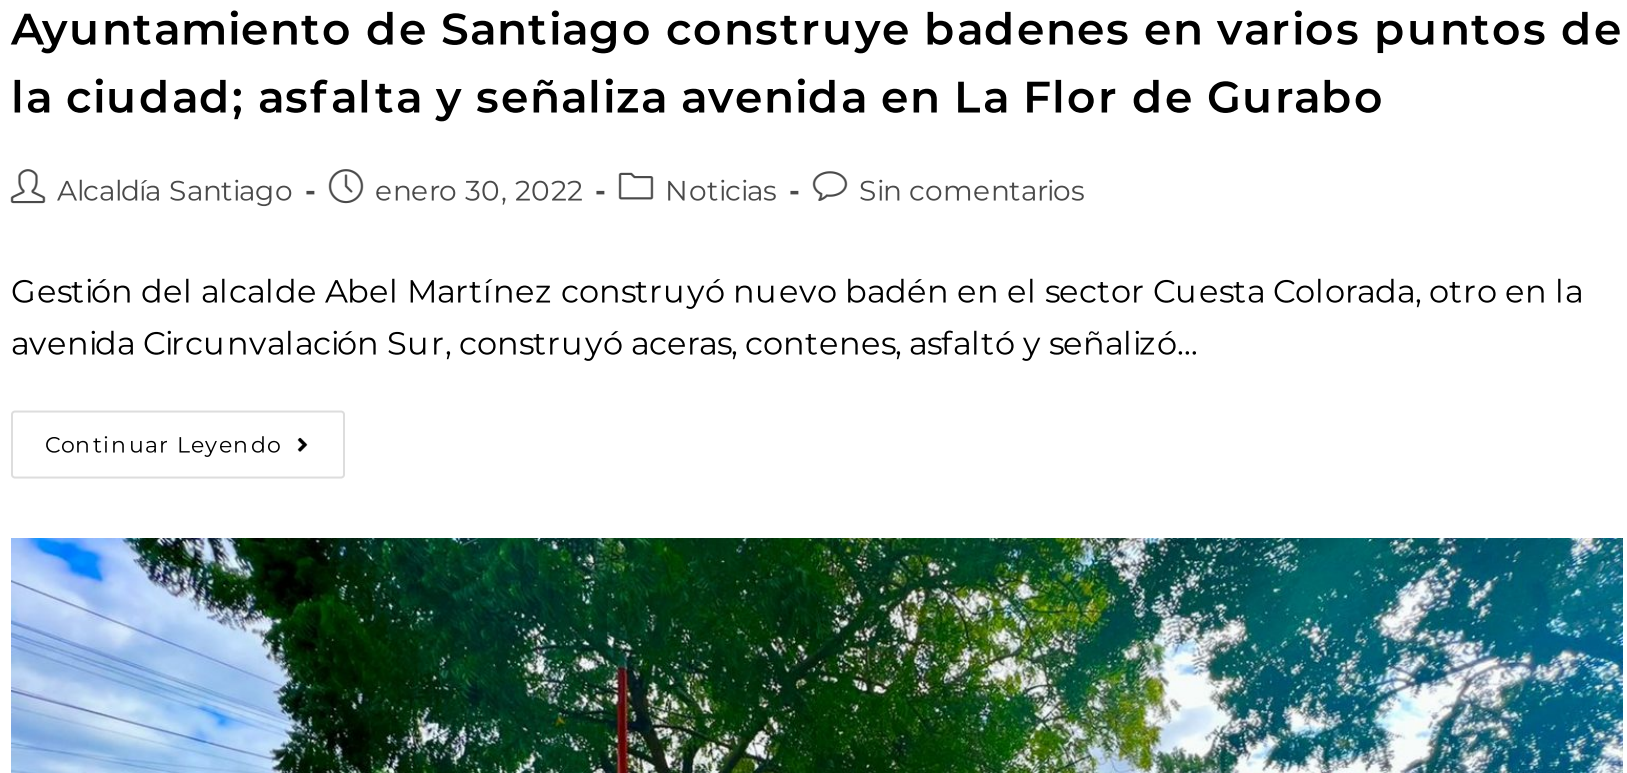 Ayuntamiento de Santiago construye badenes en varios puntos de
la ciudad; asfalta y señaliza avenida en La Flor de Gurabo
Alcaldía Santiago - enero 30, 2022 - Noticias - Sin comentarios
Gestión del alcalde Abel Martínez construyó nuevo badén en el sector Cuesta Colorada, otro en la
avenida Circunvalación Sur, construyó aceras, contenes, asfaltó y señalizó...
Continuar Leyendo